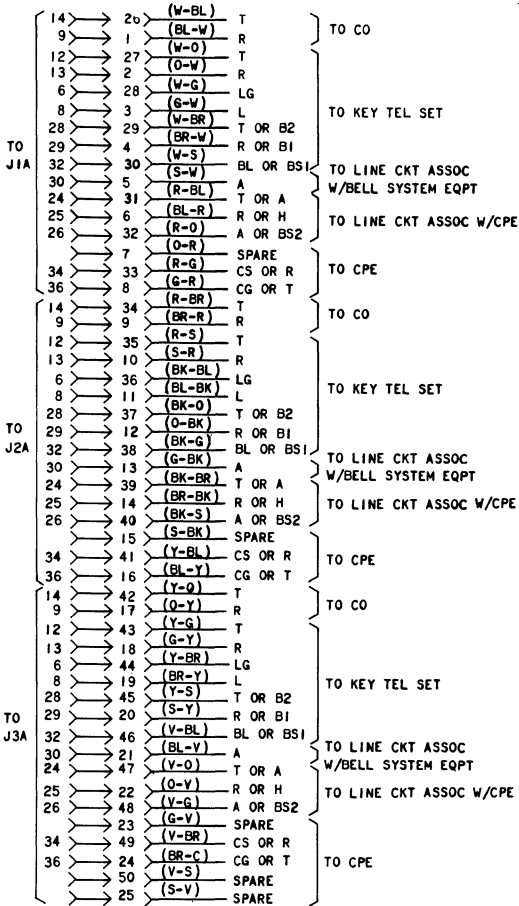 TO J1A
14 26 (W-BL) T
9 1 (BL-W) R
TO CO
12 27 (W-O) T
13 2 (O-W) R
6 28 (W-G) LG
8 3 (G-W) L
28 29 (W-BR) T OR B2
29 4 (BR-W) R OR B1
32 30 (W-S) BL OR BS1
TO KEY TEL SET
30 5 (S-W) A
TO LINE CKT ASSOC
W/BELL SYSTEM EQPT
24 31 (R-BL) T OR A
25 6 (BL-R) R OR H
26 32 (R-O) A OR BS2
TO LINE CKT ASSOC W/CPE
7 (O-R) SPARE
34 33 (R-G) CS OR R
36 8 (G-R) CG OR T
TO CPE
TO J2A
14 34 (R-BR) T
9 9 (BR-R) R
TO CO
12 35 (R-S) T
13 10 (S-R) R
6 36 (BK-BL) LG
8 11 (BL-BK) L
28 37 (BK-O) T OR B2
29 12 (O-BK) R OR B1
32 38 (BK-G) BL OR BS1
TO KEY TEL SET
30 13 (G-BK) A
TO LINE CKT ASSOC
W/BELL SYSTEM EQPT
24 39 (BK-BR) T OR A
25 14 (BR-BK) R OR H
26 40 (BK-S) A OR BS2
TO LINE CKT ASSOC W/CPE
15 (S-BK) SPARE
34 41 (Y-BL) CS OR R
36 16 (BL-Y) CG OR T
TO CPE
TO J3A
14 42 (Y-O) T
9 17 (O-Y) R
TO CO
12 43 (Y-G) T
13 18 (G-Y) R
6 44 (Y-BR) LG
8 19 (BR-Y) L
28 45 (Y-S) T OR B2
29 20 (S-Y) R OR B1
32 46 (V-BL) BL OR BS1
TO KEY TEL SET
30 21 (BL-V) A
TO LINE CKT ASSOC
W/BELL SYSTEM EQPT
24 47 (V-O) T OR A
25 22 (O-V) R OR H
26 48 (V-G) A OR BS2
TO LINE CKT ASSOC W/CPE
23 (G-V) SPARE
34 49 (V-BR) CS OR R
36 24 (BR-C) CG OR T
50 (V-S) SPARE
25 (S-V) SPARE
TO CPE